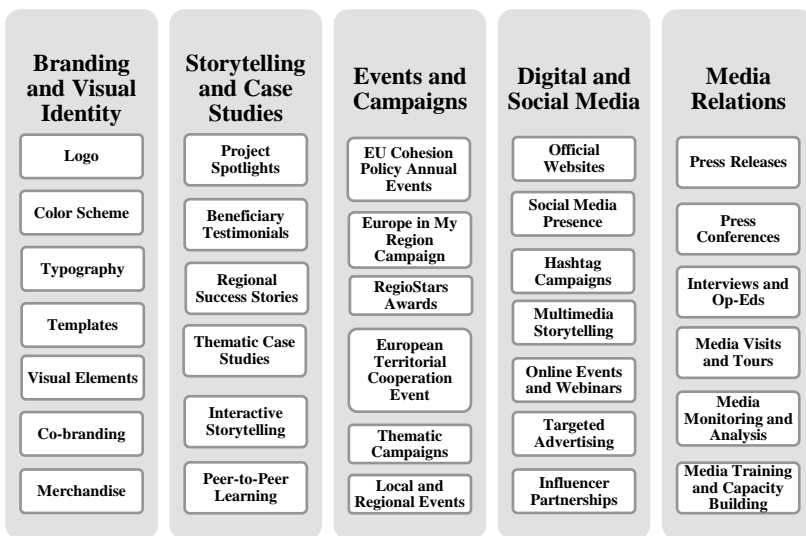 Branding
and Visual
Identity
Logo
Color Scheme
Typography
Templates
Visual Elements
Co-branding
Merchandise
Storytelling
and Case
Studies
Project
Spotlights
Beneficiary
Testimonials
Regional
Success Stories
Thematic Case
Studies
Interactive
Storytelling
Peer-to-Peer
Learning
Events and
Campaigns
EU Cohesion
Policy Annual
Events
Europe in My
Region
Campaign
RegioStars
Awards
European
Territorial
Cooperation
Event
Thematic
Campaigns
Local and
Regional Events
Digital and
Social Media
Official
Websites
Social Media
Presence
Hashtag
Campaigns
Multimedia
Storytelling
Online Events
and Webinars
Targeted
Advertising
Influencer
Partnerships
Media
Relations
Press Releases
Press
Conferences
Interviews and
Op-Eds
Media Visits
and Tours
Media
Monitoring and
Analysis
Media Training
and Capacity
Building